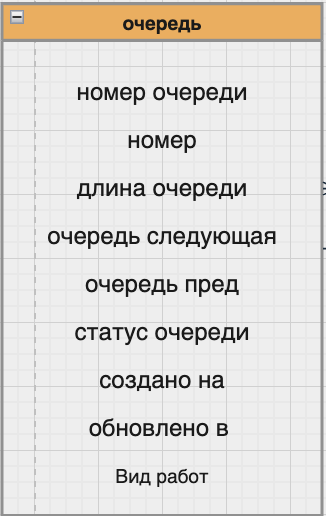 очередь
номер очереди
номер
длина очереди
очередь следующая
очередь пред
статус очереди
создано на
обновлено в
Вид работ